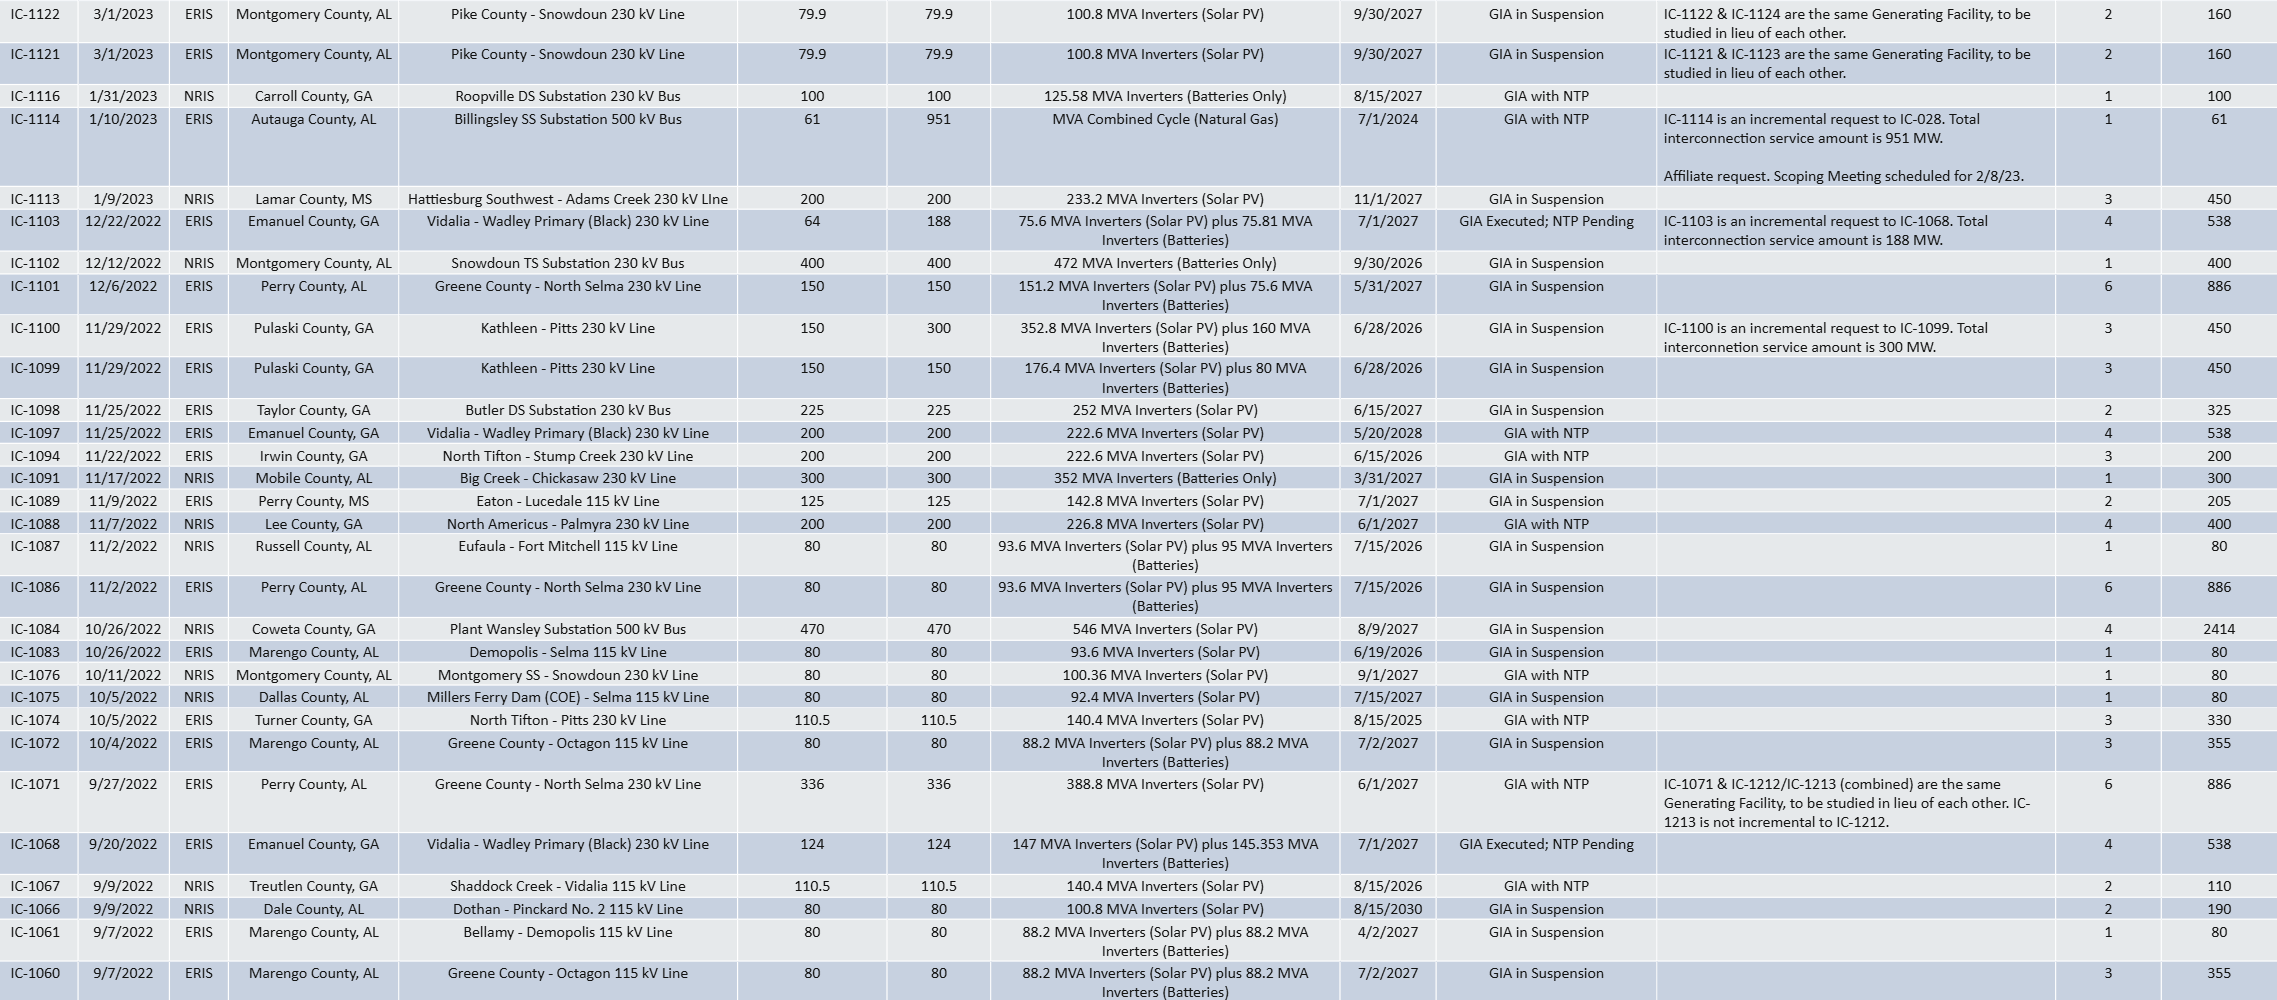 IC-1122 3/1/2023 ERIS Montgomery County, AL Pike County - Snowdoun 230 kV Line 79.9 79.9 100.8 MVA Inverters (Solar PV) 9/30/2027 GIA in Suspension IC-1122 & IC-1124 are the same Generating Facility, to be 2 160
studied in lieu of each other.
IC-1121 3/1/2023 ERIS Montgomery County, AL Pike County - Snowdoun 230 kV Line 79.9 79.9 100.8 MVA Inverters (Solar PV) 9/30/2027 GIA in Suspension IC-1121 & IC-1123 are the same Generating Facility, to be 2 160
studied in lieu of each other.
IC-1116 1/31/2023 NRIS Carroll County, GA Roopville DS Substation 230 kV Bus 100 100 125.58 MVA Inverters (Batteries Only) 8/15/2027 GIA with NTP 1 100
IC-1114 1/10/2023 ERIS Autauga County, AL Billingsley SS Substation 500 kV Bus 61 951 MVA Combined Cycle (Natural Gas) 7/1/2024 GIA with NTP IC-1114 is an incremental request to IC-028. Total 1 61
interconnection service amount is 951 MW.
Affiliate request. Scoping Meeting scheduled for 2/8/23.
IC-1113 1/9/2023 NRIS Lamar County, MS Hattiesburg Southwest - Adams Creek 230 kV LIne 200 200 233.2 MVA Inverters (Solar PV) 11/1/2027 GIA in Suspension 3 450
IC-1103 12/22/2022 ERIS Emanuel County, GA Vidalia - Wadley Primary (Black) 230 kV Line 64 188 75.6 MVA Inverters (Solar PV) plus 75.81 MVA 7/1/2027 GIA Executed; NTP Pending IC-1103 is an incremental request to IC-1068. Total 4 538
Inverters (Batteries) interconnection service amount is 188 MW.
IC-1102 12/12/2022 NRIS Montgomery County, AL Snowdoun TS Substation 230 kV Bus 400 400 472 MVA Inverters (Batteries Only) 9/30/2026 GIA in Suspension 1 400
IC-1101 12/6/2022 ERIS Perry County, AL Greene County - North Selma 230 kV Line 150 150 151.2 MVA Inverters (Solar PV) plus 75.6 MVA 5/31/2027 GIA in Suspension 6 886
Inverters (Batteries)
IC-1100 11/29/2022 ERIS Pulaski County, GA Kathleen - Pitts 230 kV Line 150 300 352.8 MVA Inverters (Solar PV) plus 160 MVA 6/28/2026 GIA in Suspension IC-1100 is an incremental request to IC-1099. Total 3 450
Inverters (Batteries) interconnetion service amount is 300 MW.
IC-1099 11/29/2022 ERIS Pulaski County, GA Kathleen - Pitts 230 kV Line 150 150 176.4 MVA Inverters (Solar PV) plus 80 MVA 6/28/2026 GIA in Suspension 3 450
Inverters (Batteries)
IC-1098 11/25/2022 ERIS Taylor County, GA Butler DS Substation 230 kV Bus 225 225 252 MVA Inverters (Solar PV) 6/15/2027 GIA in Suspension 2 325
IC-1097 11/25/2022 ERIS Emanuel County, GA Vidalia - Wadley Primary (Black) 230 kV Line 200 200 222.6 MVA Inverters (Solar PV) 5/20/2028 GIA with NTP 4 538
IC-1094 11/22/2022 ERIS Irwin County, GA North Tifton - Stump Creek 230 kV Line 200 200 222.6 MVA Inverters (Solar PV) 6/15/2026 GIA with NTP 3 200
IC-1091 11/17/2022 NRIS Mobile County, AL Big Creek - Chickasaw 230 kV Line 300 300 352 MVA Inverters (Batteries Only) 3/31/2027 GIA in Suspension 1 300
IC-1089 11/9/2022 ERIS Perry County, MS Eaton - Lucedale 115 kV Line 125 125 142.8 MVA Inverters (Solar PV) 7/1/2027 GIA in Suspension 2 205
IC-1088 11/7/2022 NRIS Lee County, GA North Americus - Palmyra 230 kV Line 200 200 226.8 MVA Inverters (Solar PV) 6/1/2027 GIA with NTP 4 400
IC-1087 11/2/2022 NRIS Russell County, AL Eufaula - Fort Mitchell 115 kV Line 80 80 93.6 MVA Inverters (Solar PV) plus 95 MVA Inverters 7/15/2026 GIA in Suspension 1 80
(Batteries)
IC-1086 11/2/2022 ERIS Perry County, AL Greene County - North Selma 230 kV Line 80 80 93.6 MVA Inverters (Solar PV) plus 95 MVA Inverters 7/15/2026 GIA in Suspension 6 886
(Batteries)
IC-1084 10/26/2022 NRIS Coweta County, GA Plant Wansley Substation 500 kV Bus 470 470 546 MVA Inverters (Solar PV) 8/9/2027 GIA in Suspension 4 2414
IC-1083 10/26/2022 ERIS Marengo County, AL Demopolis - Selma 115 kV Line 80 80 93.6 MVA Inverters (Solar PV) 6/19/2026 GIA in Suspension 1 80
IC-1076 10/11/2022 NRIS Montgomery County, AL Montgomery SS - Snowdoun 230 kV Line 80 80 100.36 MVA Inverters (Solar PV) 9/1/2027 GIA with NTP 1 80
IC-1075 10/5/2022 NRIS Dallas County, AL Millers Ferry Dam (COE) - Selma 115 kV Line 80 80 92.4 MVA Inverters (Solar PV) 7/15/2027 GIA in Suspension 1 80
IC-1074 10/5/2022 ERIS Turner County, GA North Tifton - Pitts 230 kV Line 110.5 110.5 140.4 MVA Inverters (Solar PV) 8/15/2025 GIA with NTP 3 330
IC-1072 10/4/2022 ERIS Marengo County, AL Greene County - Octagon 115 kV Line 80 80 88.2 MVA Inverters (Solar PV) plus 88.2 MVA 7/2/2027 GIA in Suspension 3 355
Inverters (Batteries)
IC-1071 9/27/2022 ERIS Perry County, AL Greene County - North Selma 230 kV Line 336 336 388.8 MVA Inverters (Solar PV) 6/1/2027 GIA with NTP IC-1071 & IC-1212/IC-1213 (combined) are the same 6 886
Generating Facility, to be studied in lieu of each other. IC-
1213 is not incremental to IC-1212.
IC-1068 9/20/2022 ERIS Emanuel County, GA Vidalia - Wadley Primary (Black) 230 kV Line 124 124 147 MVA Inverters (Solar PV) plus 145.353 MVA 7/1/2027 GIA Executed; NTP Pending 4 538
Inverters (Batteries)
IC-1067 9/9/2022 NRIS Treutlen County, GA Shaddock Creek - Vidalia 115 kV Line 110.5 110.5 140.4 MVA Inverters (Solar PV) 8/15/2026 GIA with NTP 2 110
IC-1066 9/9/2022 NRIS Dale County, AL Dothan - Pinckard No. 2 115 kV Line 80 80 100.8 MVA Inverters (Solar PV) 8/15/2030 GIA in Suspension 2 190
IC-1061 9/7/2022 ERIS Marengo County, AL Bellamy - Demopolis 115 kV Line 80 80 88.2 MVA Inverters (Solar PV) plus 88.2 MVA 4/2/2027 GIA in Suspension 1 80
Inverters (Batteries)
IC-1060 9/7/2022 ERIS Marengo County, AL Greene County - Octagon 115 kV Line 80 80 88.2 MVA Inverters (Solar PV) plus 88.2 MVA 7/2/2027 GIA in Suspension 3 355
Inverters (Batteries)